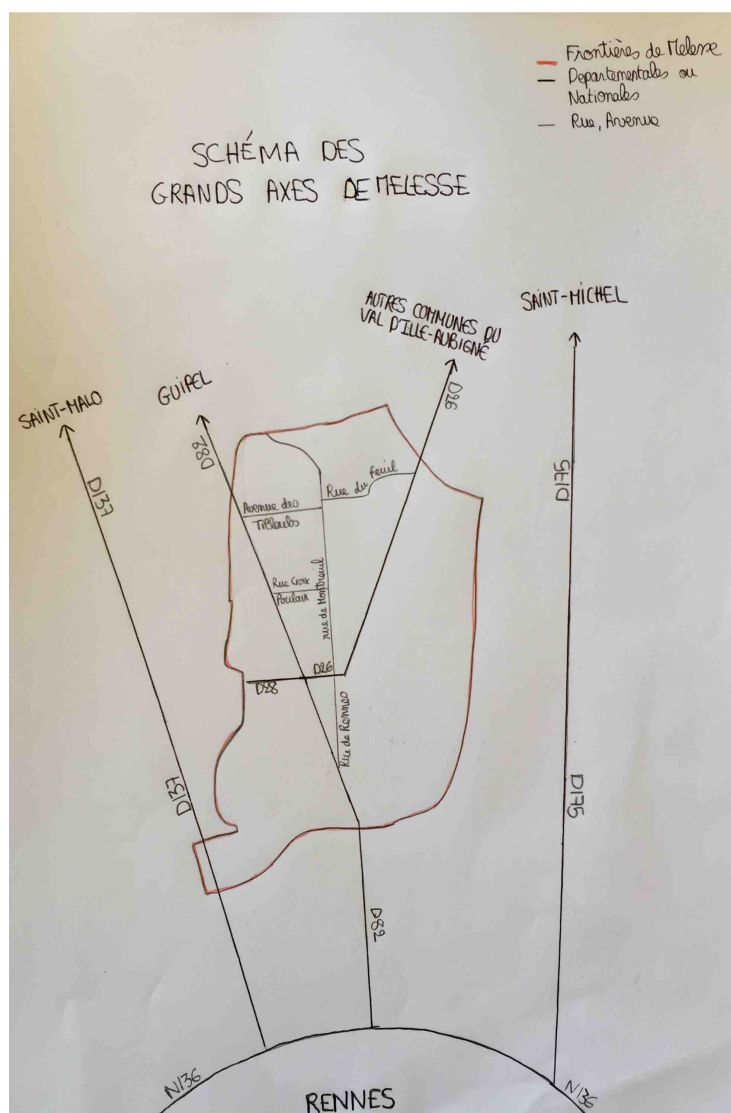 Frontières de Melesse
Departementales ou
Nationales
Rue, Avenue
SCHÉMA DES
GRANDS AXES DE MELESSE
SAINT-MICHEL
AUTRES COMMUNES DU
VAL D'ILLE-AUBIGNÉ
GUIPEL
SAINT-MALO
D82
D26
D137
D175
Rue du Feuil
Avenue des
Tilleuls
Rue Croix
Poulain
rue de Montreuil
D26
D28
Rue de Rennes
D137
D175
D82
N136
N136
RENNES